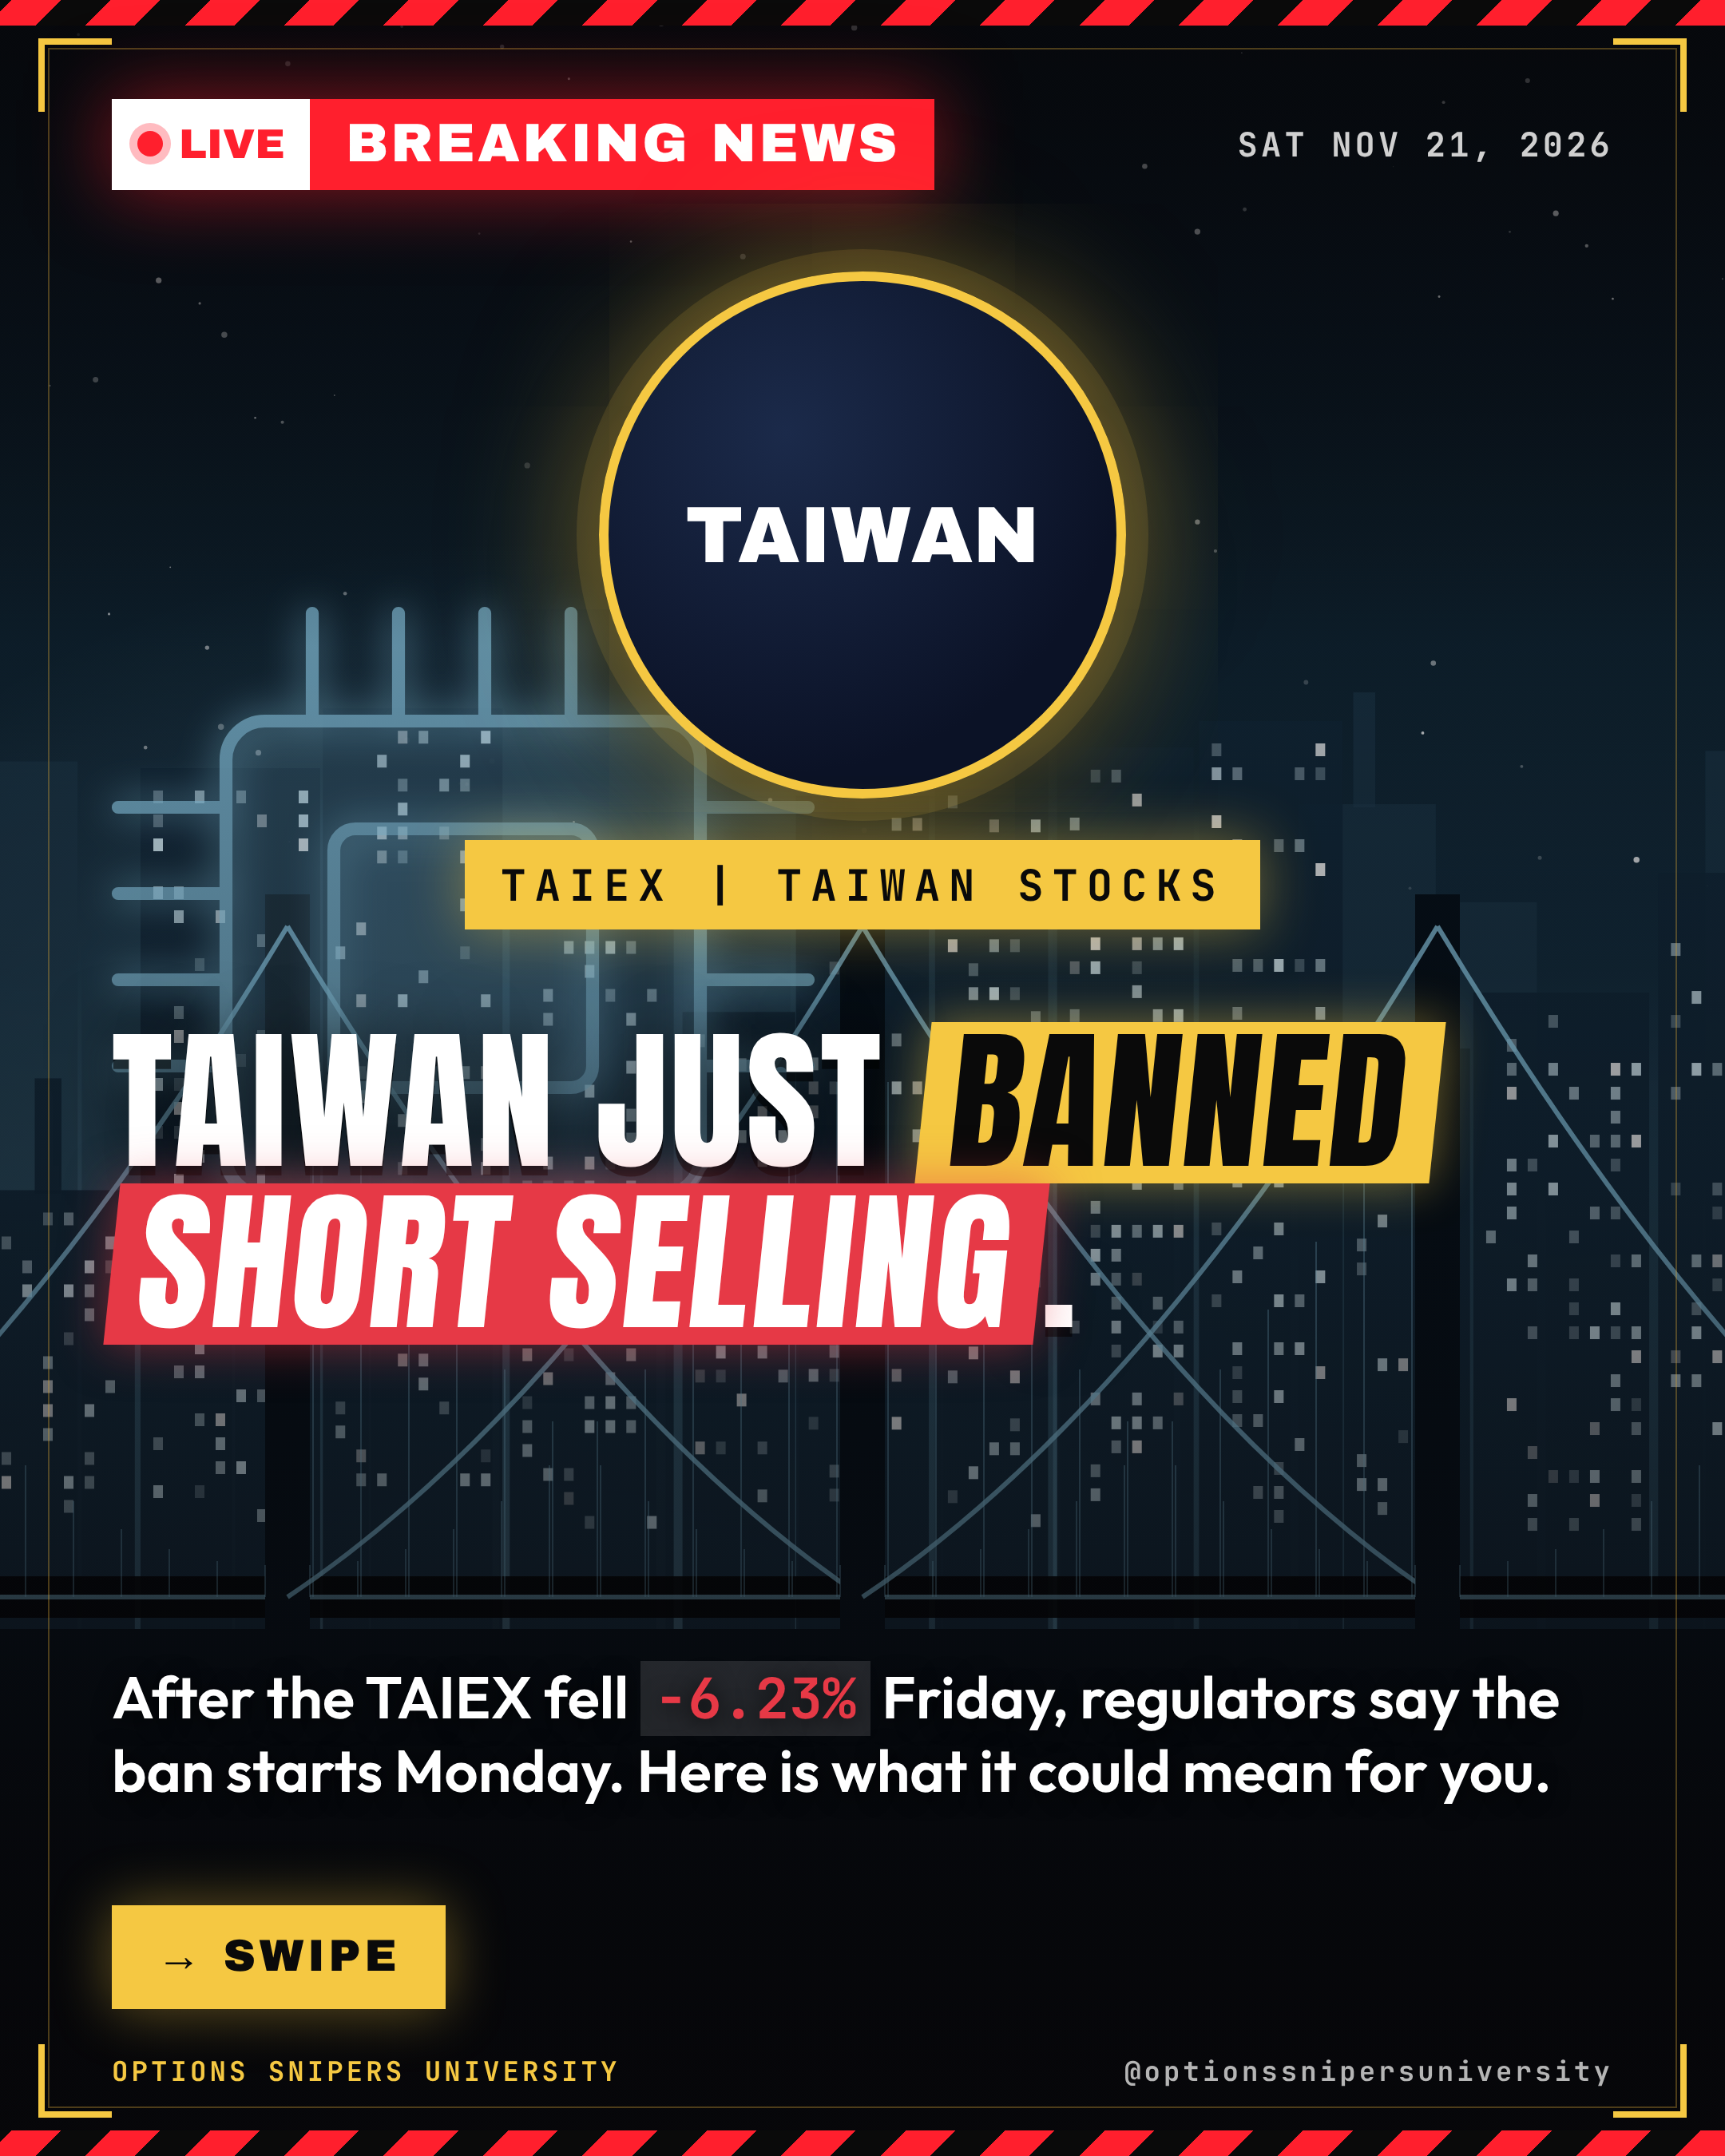 LIVE BREAKING NEWS
SAT NOV 21, 2026
TAIWAN
TAIEX | TAIWAN STOCKS
TAIWAN JUST BANNED
SHORT SELLING.
After the TAIEX fell -6.23% Friday, regulators say the
ban starts Monday. Here is what it could mean for you.
→ SWIPE
OPTIONS SNIPERS UNIVERSITY
@optionssnipersuniversity